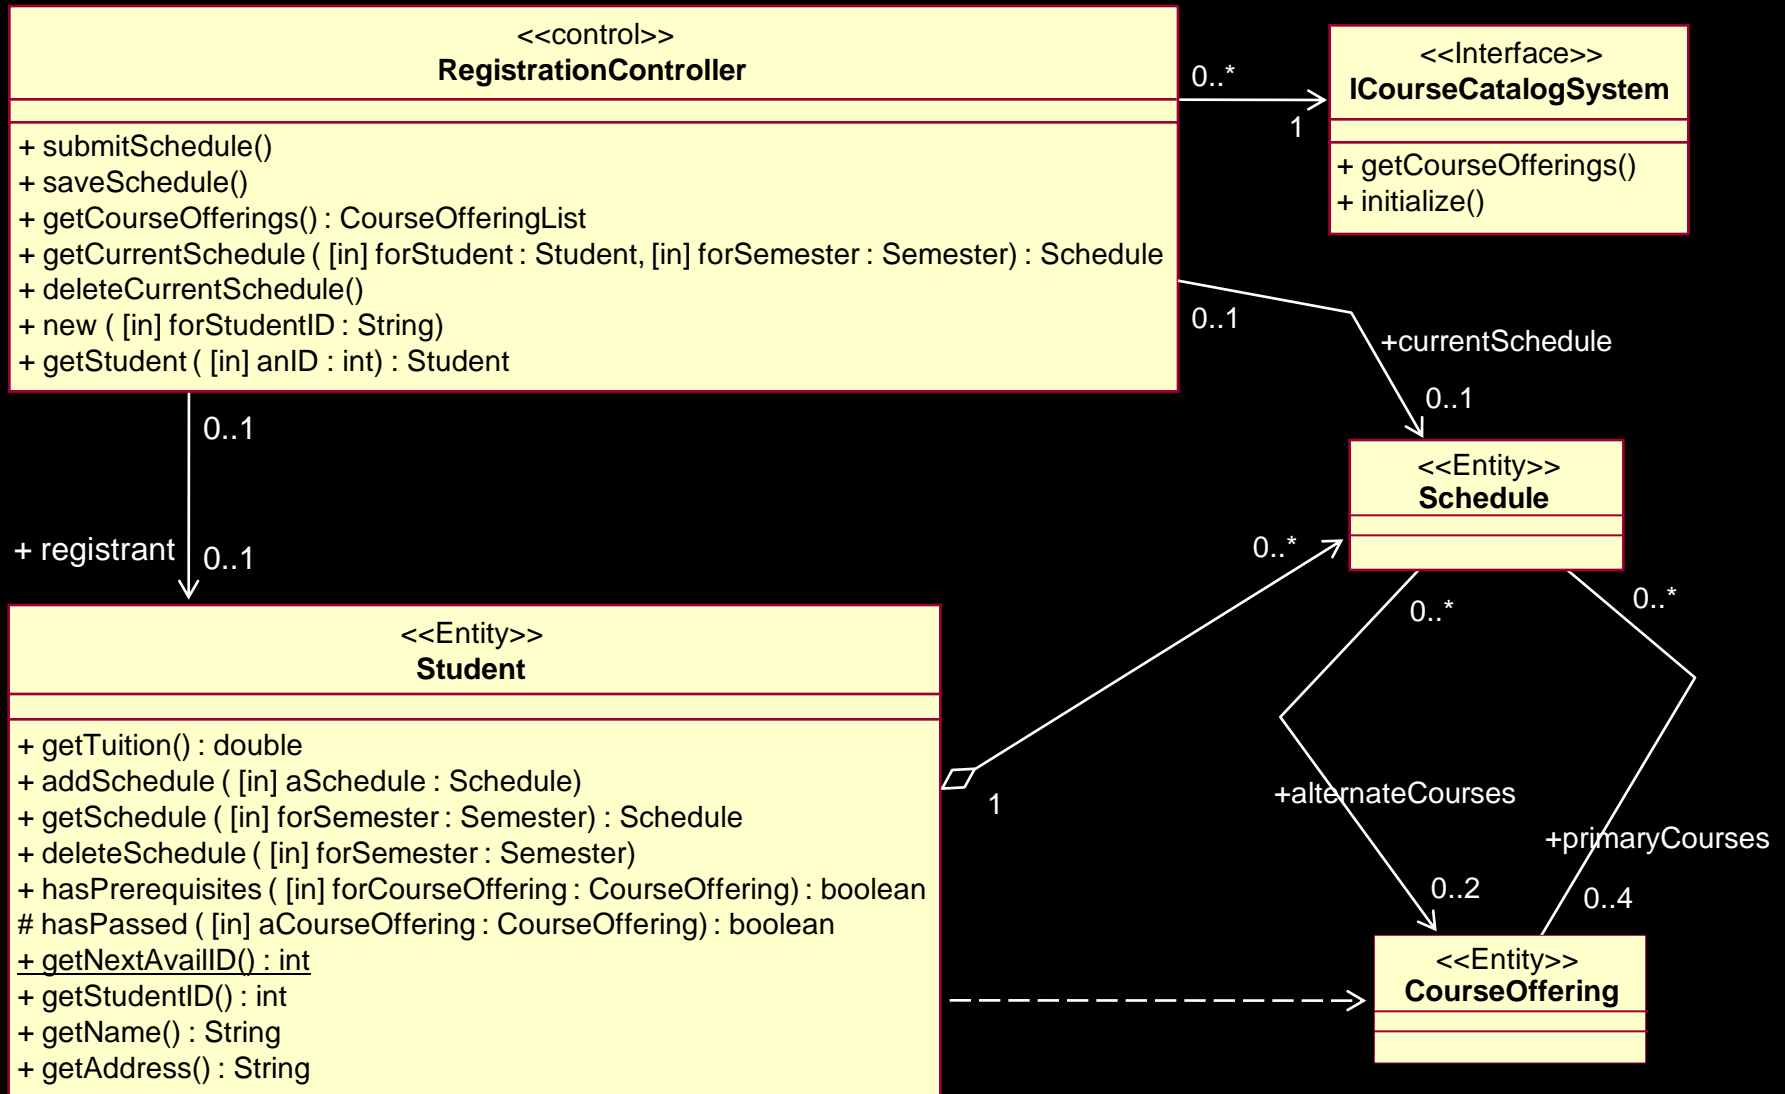 <<control>>
RegistrationController
+ submitSchedule()
+ saveSchedule()
+ getCourseOfferings() : CourseOfferingList
+ getCurrentSchedule ( [in] forStudent : Student, [in] forSemester : Semester) : Schedule
+ deleteCurrentSchedule()
+ new ( [in] forStudentID : String)
+ getStudent ( [in] anID : int) : Student
0..*
1
<<Interface>>
ICourseCatalogSystem
+ getCourseOfferings()
+ initialize()
0..1
+currentSchedule
0..1
0..1
+ registrant
0..1
<<Entity>>
Schedule
0..*
0..*
0..*
<<Entity>>
Student
+ getTuition() : double
+ addSchedule ( [in] aSchedule : Schedule)
+ getSchedule ( [in] forSemester : Semester) : Schedule
+ deleteSchedule ( [in] forSemester : Semester)
+ hasPrerequisites ( [in] forCourseOffering : CourseOffering) : boolean
# hasPassed ( [in] aCourseOffering : CourseOffering) : boolean
+ getNextAvailID() : int
+ getStudentID() : int
+ getName() : String
+ getAddress() : String
1
+alternateCourses
+primaryCourses
0..2
0..4
<<Entity>>
CourseOffering